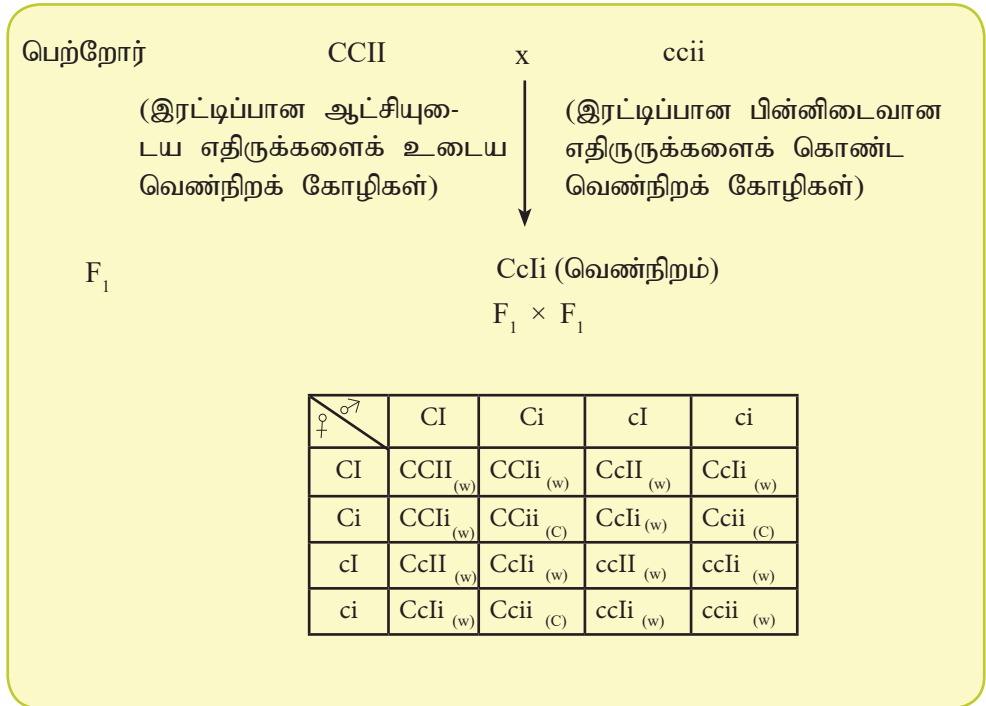 பெற்றோர் CCII x ccii
(இரட்டிப்பான ஆட்சியுடை-
டய எதிருக்களைக் உடைய
வெண்நிறக் கோழிகள்)
(இரட்டிப்பான பின்னிடைவான
எதிருருக்களைக் கொண்ட
வெண்நிறக் கோழிகள்)
F₁ CcIi (வெண்நிறம்)
F₁ × F₁
♀ ♂ CI Ci cI ci
CI CCII (w) CCIi (w) CcII (w) CcIi (w)
Ci CCIi (w) CCii (C) CcIi (w) Ccii (C)
cI CcII (w) CcIi (w) ccII (w) ccIi (w)
ci CcIi (w) Ccii (C) ccIi (w) ccii (w)